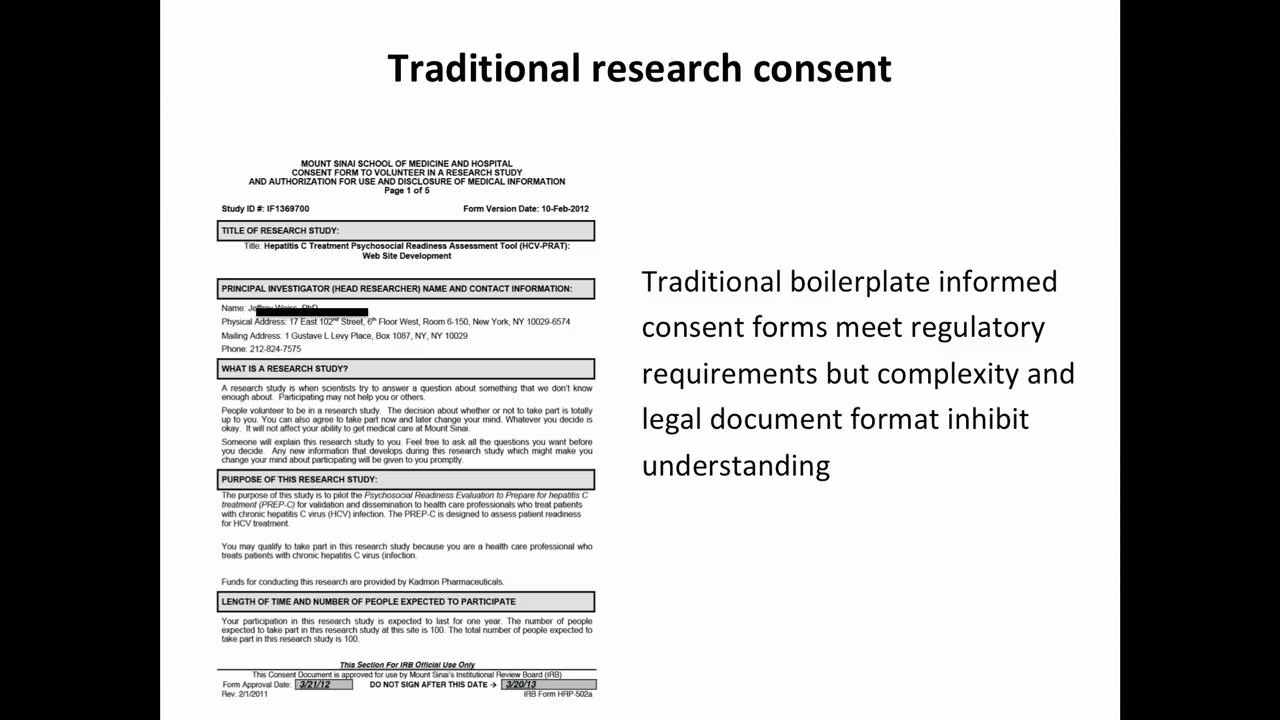 Traditional research consent
MOUNT SINAI SCHOOL OF MEDICINE AND HOSPITAL
CONSENT FORM TO VOLUNTEER IN A RESEARCH STUDY
AND AUTHORIZATION FOR USE AND DISCLOSURE OF MEDICAL INFORMATION
Page 1 of 5
Study ID #: IF1369700 Form Version Date: 10-Feb-2012
TITLE OF RESEARCH STUDY:
Title: Hepatitis C Treatment Psychosocial Readiness Assessment Tool (HCV-PRAT):
Web Site Development
PRINCIPAL INVESTIGATOR (HEAD RESEARCHER) NAME AND CONTACT INFORMATION:
Name:
Physical Address: 17 East 102nd Street, 6th Floor West, Room 6-150, New York, NY 10029-6574
Mailing Address: 1 Gustave L Levy Place, Box 1087, NY, NY 10029
Phone: 212-824-7575
WHAT IS A RESEARCH STUDY?
A research study is when scientists try to answer a question about something that we don't know
enough about. Participating may not help you or others.
People volunteer to be in a research study. The decision about whether or not to take part is totally
up to you. You can also agree to take part now and later change your mind. Whatever you decide is
okay. It will not affect your ability to get medical care at Mount Sinai.
Someone will explain this research study to you. Feel free to ask all the questions you want before
you decide. Any new information that develops during this research study which might make you
change your mind about participating will be given to you promptly.
PURPOSE OF THIS RESEARCH STUDY:
The purpose of this study is to pilot the Psychosocial Readiness Evaluation to Prepare for hepatitis C
treatment (PREP-C) for validation and dissemination to health care professionals who treat patients
with chronic hepatitis C virus (HCV) infection. The PREP-C is designed to assess patient readiness
for HCV treatment.
You may qualify to take part in this research study because you are a health care professional who
treats patients with chronic hepatitis C virus (infection.
Funds for conducting this research are provided by Kadmon Pharmaceuticals.
LENGTH OF TIME AND NUMBER OF PEOPLE EXPECTED TO PARTICIPATE
Your participation in this research study is expected to last for one year. The number of people
expected to take part in this research study at this site is 100. The total number of people expected to
take part in this research study is 100.
This Section For IRB Official Use Only
This Consent Document is approved for use by Mount Sinai's Institutional Review Board (IRB)
Form Approval Date: 3/21/12 DO NOT SIGN AFTER THIS DATE → 3/20/13
Rev. 2/1/2011 IRB Form HRP-502a
Traditional boilerplate informed
consent forms meet regulatory
requirements but complexity and
legal document format inhibit
understanding